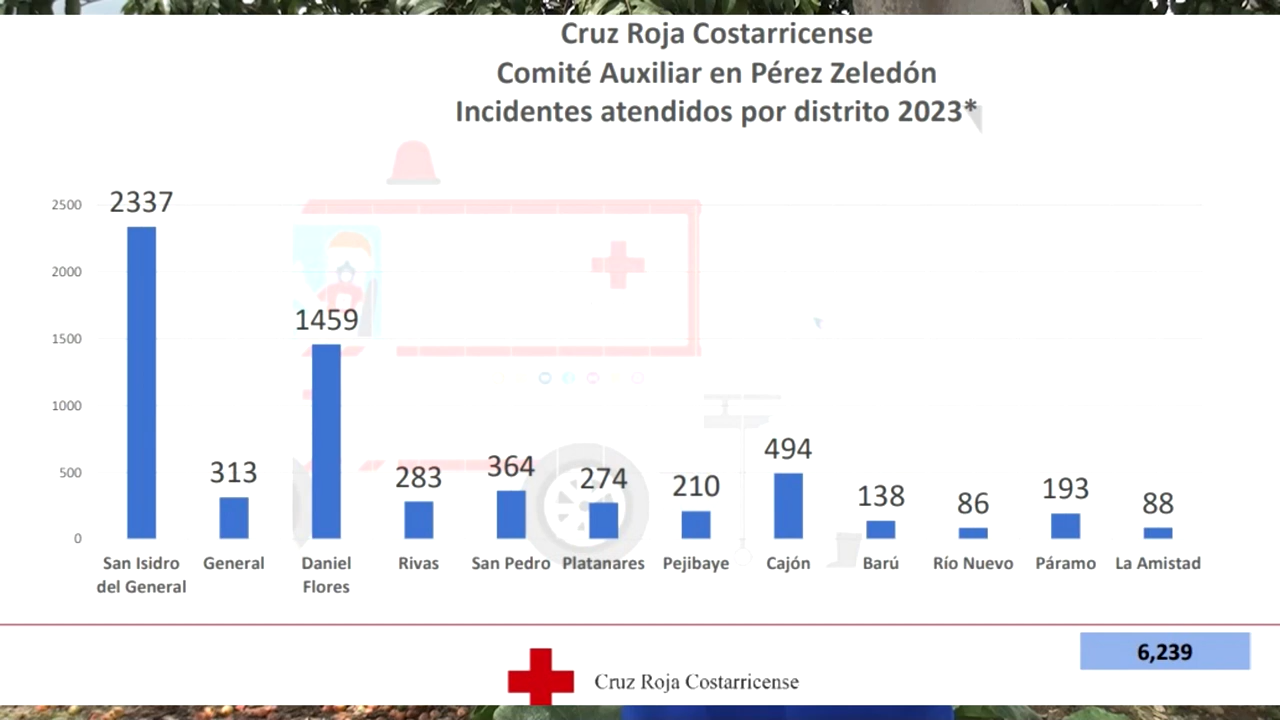 Cruz Roja Costarricense
Comité Auxiliar en Pérez Zeledón
Incidentes atendidos por distrito 2023*
2500
2000
1500
1000
500
0
2337
313
1459
283
364
274
210
494
138
86
193
88
San Isidro del General
General
Daniel Flores
Rivas
San Pedro
Platanares
Pejibaye
Cajón
Barú
Río Nuevo
Páramo
La Amistad
6,239
Cruz Roja Costarricense